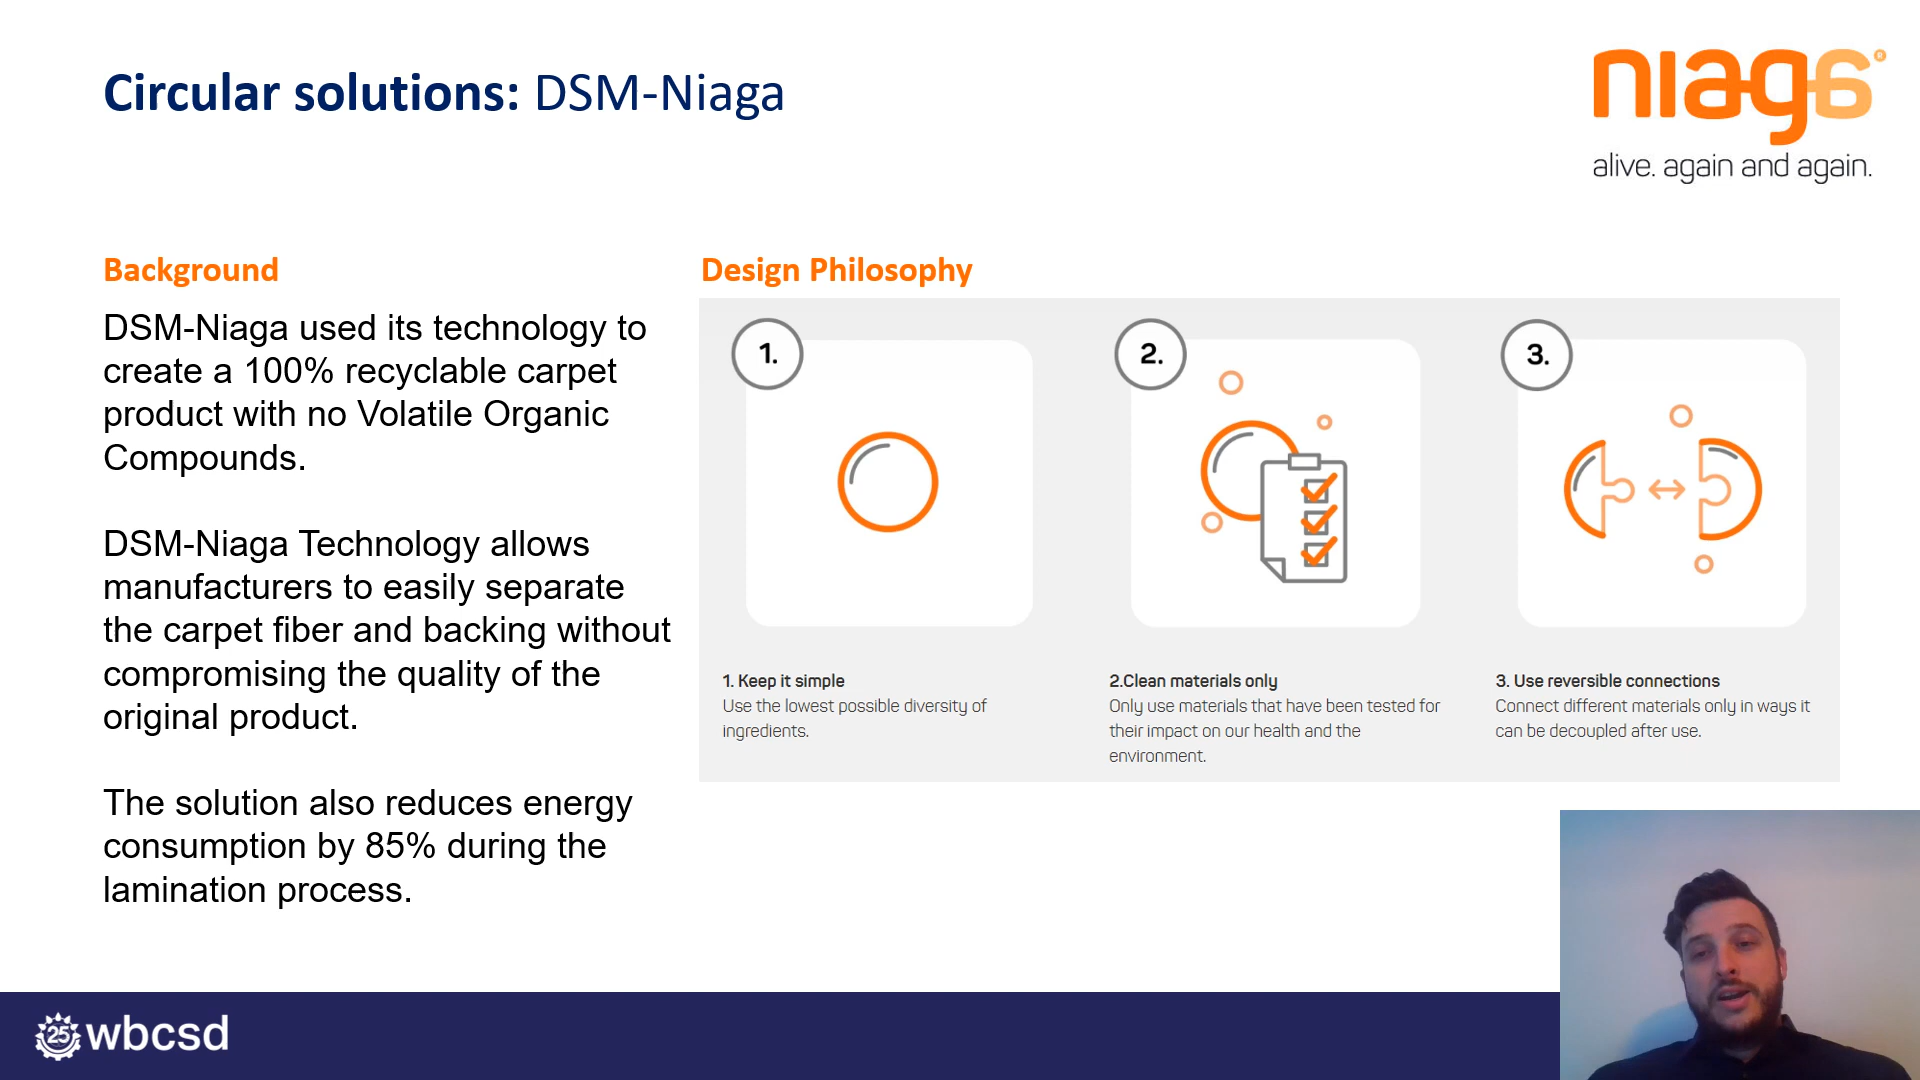 Circular solutions: DSM-Niaga
niaga®
alive. again and again.
Background
DSM-Niaga used its technology to
create a 100% recyclable carpet
product with no Volatile Organic
Compounds.
DSM-Niaga Technology allows
manufacturers to easily separate
the carpet fiber and backing without
compromising the quality of the
original product.
The solution also reduces energy
consumption by 85% during the
lamination process.
Design Philosophy
1.
2.
3.
1. Keep it simple
Use the lowest possible diversity of
ingredients.
2.Clean materials only
Only use materials that have been tested for
their impact on our health and the
environment.
3. Use reversible connections
Connect different materials only in ways it
can be decoupled after use.
25 wbcsd